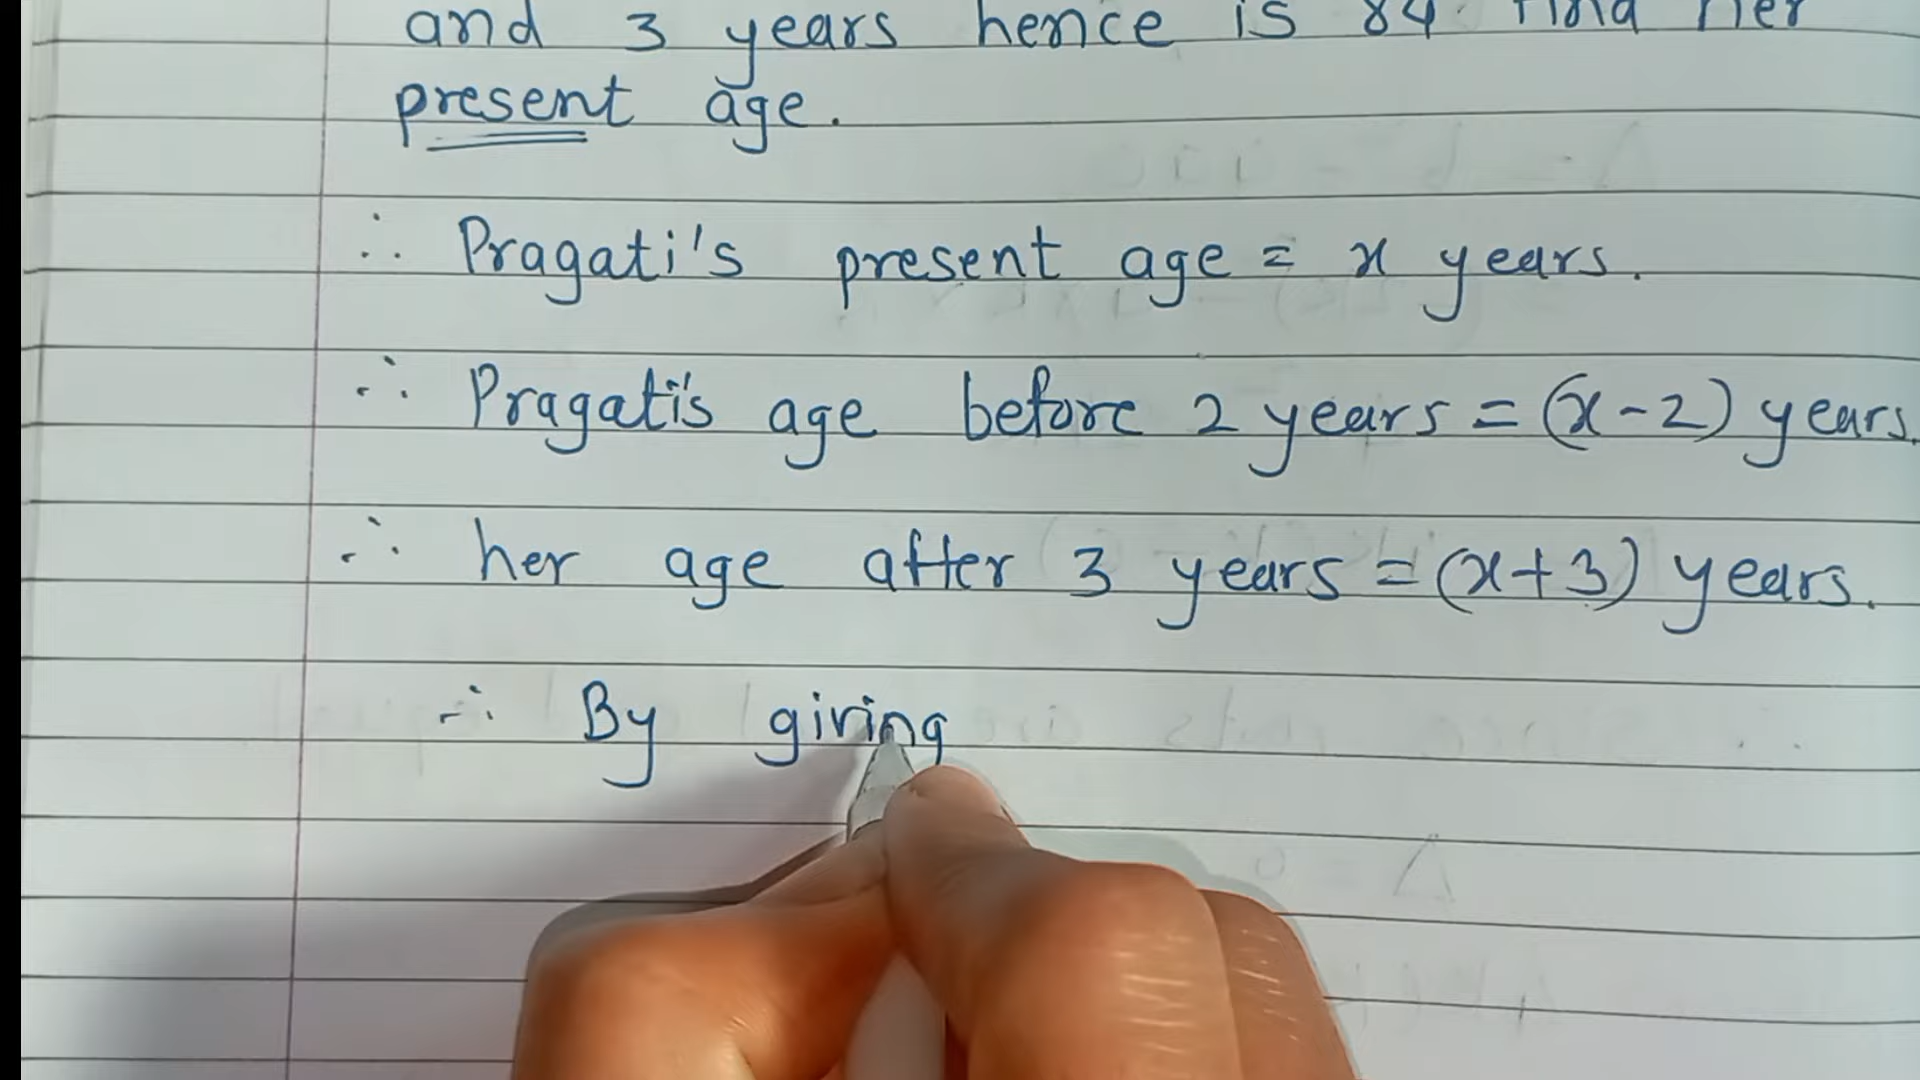 and 3 years hence is 84. Find her
present age.
∴ Pragati's present age = x years.
∴ Pragati's age before 2 years = (x-2) years.
∴ her age after 3 years = (x+3) years.
∴ By giving